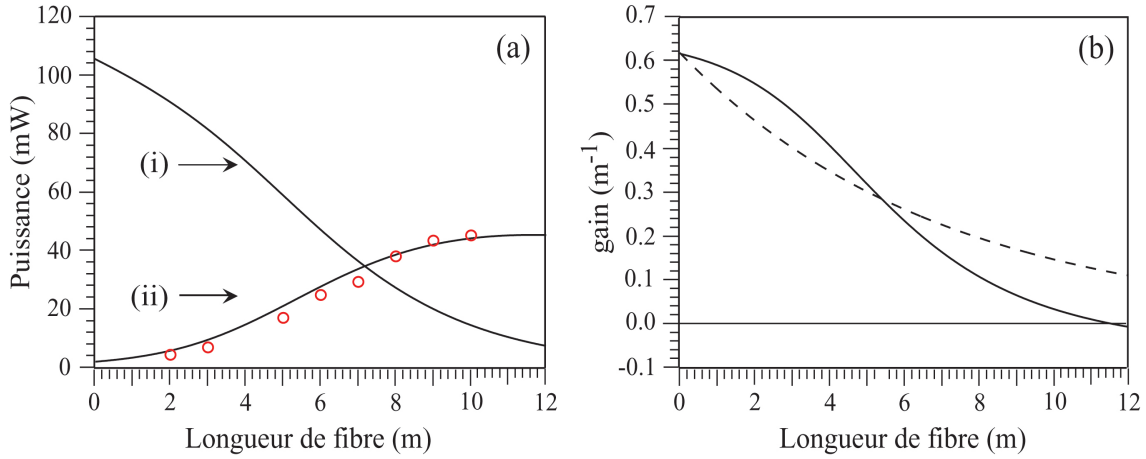 120
100
80
60
40
20
0
Puissance (mW)
(a)
(i)
(ii)
0 2 4 6 8 10 12
Longueur de fibre (m)
0.7
0.6
0.5
0.4
0.3
0.2
0.1
0.0
-0.1
gain (m⁻¹)
(b)
0 2 4 6 8 10 12
Longueur de fibre (m)